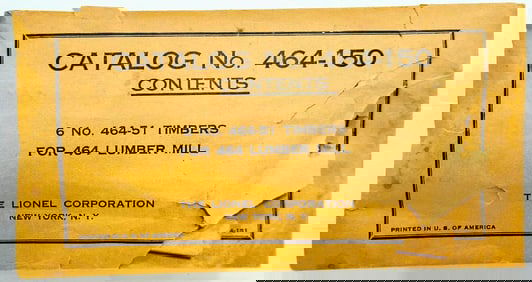 CATALOG No. 464-150
CONTENTS
6 No. 464-51 TIMBERS
FOR 464 LUMBER MILL
THE LIONEL CORPORATION
NEW YORK, N. Y.
PRINTED IN U. S. OF AMERICA